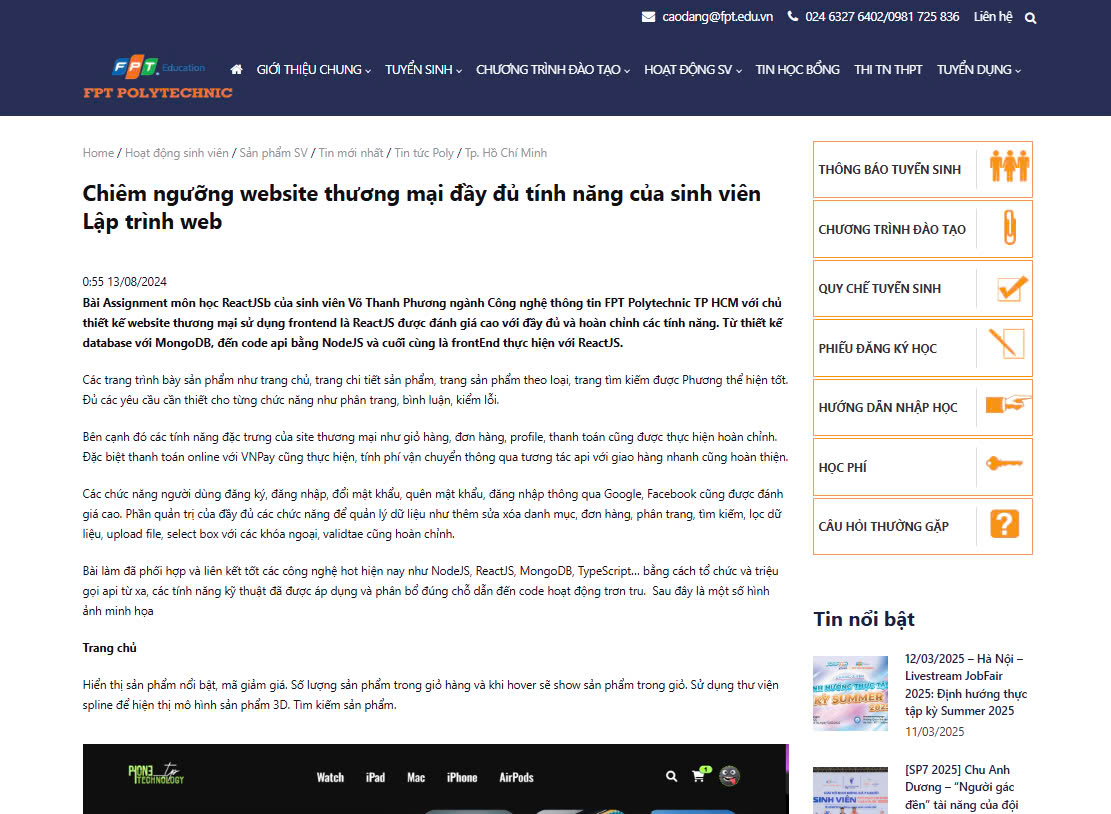 caodang@fpt.edu.vn 024 6327 6402/0981 725 836 Liên hệ
FPT Education
FPT POLYTECHNIC
GIỚI THIỆU CHUNG TUYỂN SINH CHƯƠNG TRÌNH ĐÀO TẠO HOẠT ĐỘNG SV TIN HỌC BỔNG THI TN THPT TUYỂN DỤNG
Home / Hoạt động sinh viên / Sản phẩm SV / Tin mới nhất / Tin tức Poly / Tp. Hồ Chí Minh
Chiêm ngưỡng website thương mại đầy đủ tính năng của sinh viên
Lập trình web
0:55 13/08/2024
Bài Assignment môn học ReactJSb của sinh viên Võ Thanh Phương ngành Công nghệ thông tin FPT Polytechnic TP HCM với chủ
thiết kế website thương mại sử dụng frontend là ReactJS được đánh giá cao với đầy đủ và hoàn chỉnh các tính năng. Từ thiết kế
database với MongoDB, đến code api bằng NodeJS và cuối cùng là frontEnd thực hiện với ReactJS.
Các trang trình bày sản phẩm như trang chủ, trang chi tiết sản phẩm, trang sản phẩm theo loại, trang tìm kiếm được Phương thể hiện tốt.
Đủ các yêu cầu cần thiết cho từng chức năng như phân trang, bình luận, kiểm lỗi.
Bên cạnh đó các tính năng đặc trưng của site thương mại như giỏ hàng, đơn hàng, profile, thanh toán cũng được thực hiện hoàn chỉnh.
Đặc biệt thanh toán online với VNPay cũng thực hiện, tính phí vận chuyển thông qua tương tác api với giao hàng nhanh cũng hoàn thiện.
Các chức năng người dùng đăng ký, đăng nhập, đổi mật khẩu, quên mật khẩu, đăng nhập thông qua Google, Facebook cũng được đánh
giá cao. Phần quản trị của đầy đủ các chức năng để quản lý dữ liệu như thêm sửa xóa danh mục, đơn hàng, phân trang, tìm kiếm, lọc dữ
liệu, upload file, select box với các khóa ngoại, validtae cũng hoàn chỉnh.
Bài làm đã phối hợp và liên kết tốt các công nghệ hot hiện nay như NodeJS, ReactJS, MongoDB, TypeScript… bằng cách tổ chức và triệu
gọi api từ xa, các tính năng kỹ thuật đã được áp dụng và phân bổ đúng chỗ dẫn đến code hoạt động trơn tru. Sau đây là một số hình
ảnh minh họa
Trang chủ
Hiển thị sản phẩm nổi bật, mã giảm giá. Số lượng sản phẩm trong giỏ hàng và khi hover sẽ show sản phẩm trong giỏ. Sử dụng thư viện
spline để hiện thị mô hình sản phẩm 3D. Tìm kiếm sản phẩm.
Watch iPad Mac iPhone AirPods 1
THÔNG BÁO TUYỂN SINH
CHƯƠNG TRÌNH ĐÀO TẠO
QUY CHẾ TUYỂN SINH
PHIẾU ĐĂNG KÝ HỌC
HƯỚNG DẪN NHẬP HỌC
HỌC PHÍ
CÂU HỎI THƯỜNG GẶP
Tin nổi bật
12/03/2025 – Hà Nội –
Livestream JobFair
2025: Định hướng thực
tập kỳ Summer 2025
11/03/2025
[SP7 2025] Chu Anh
Dương – “Người gác
đền” tài năng của đội
KỲ SUMMER
SINH VIÊN